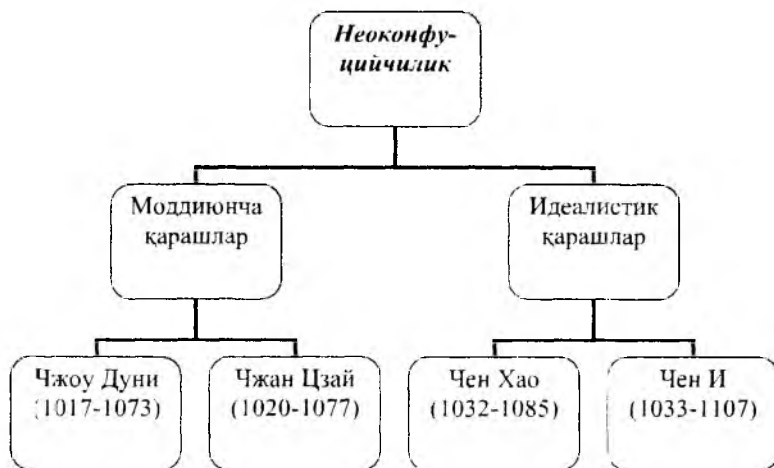 Неоконфу-
цийчилик
Моддиюнча
қарашлар
Идеалистик
қарашлар
Чжоу Дуни
(1017-1073)
Чжан Цзай
(1020-1077)
Чен Хао
(1032-1085)
Чен И
(1033-1107)